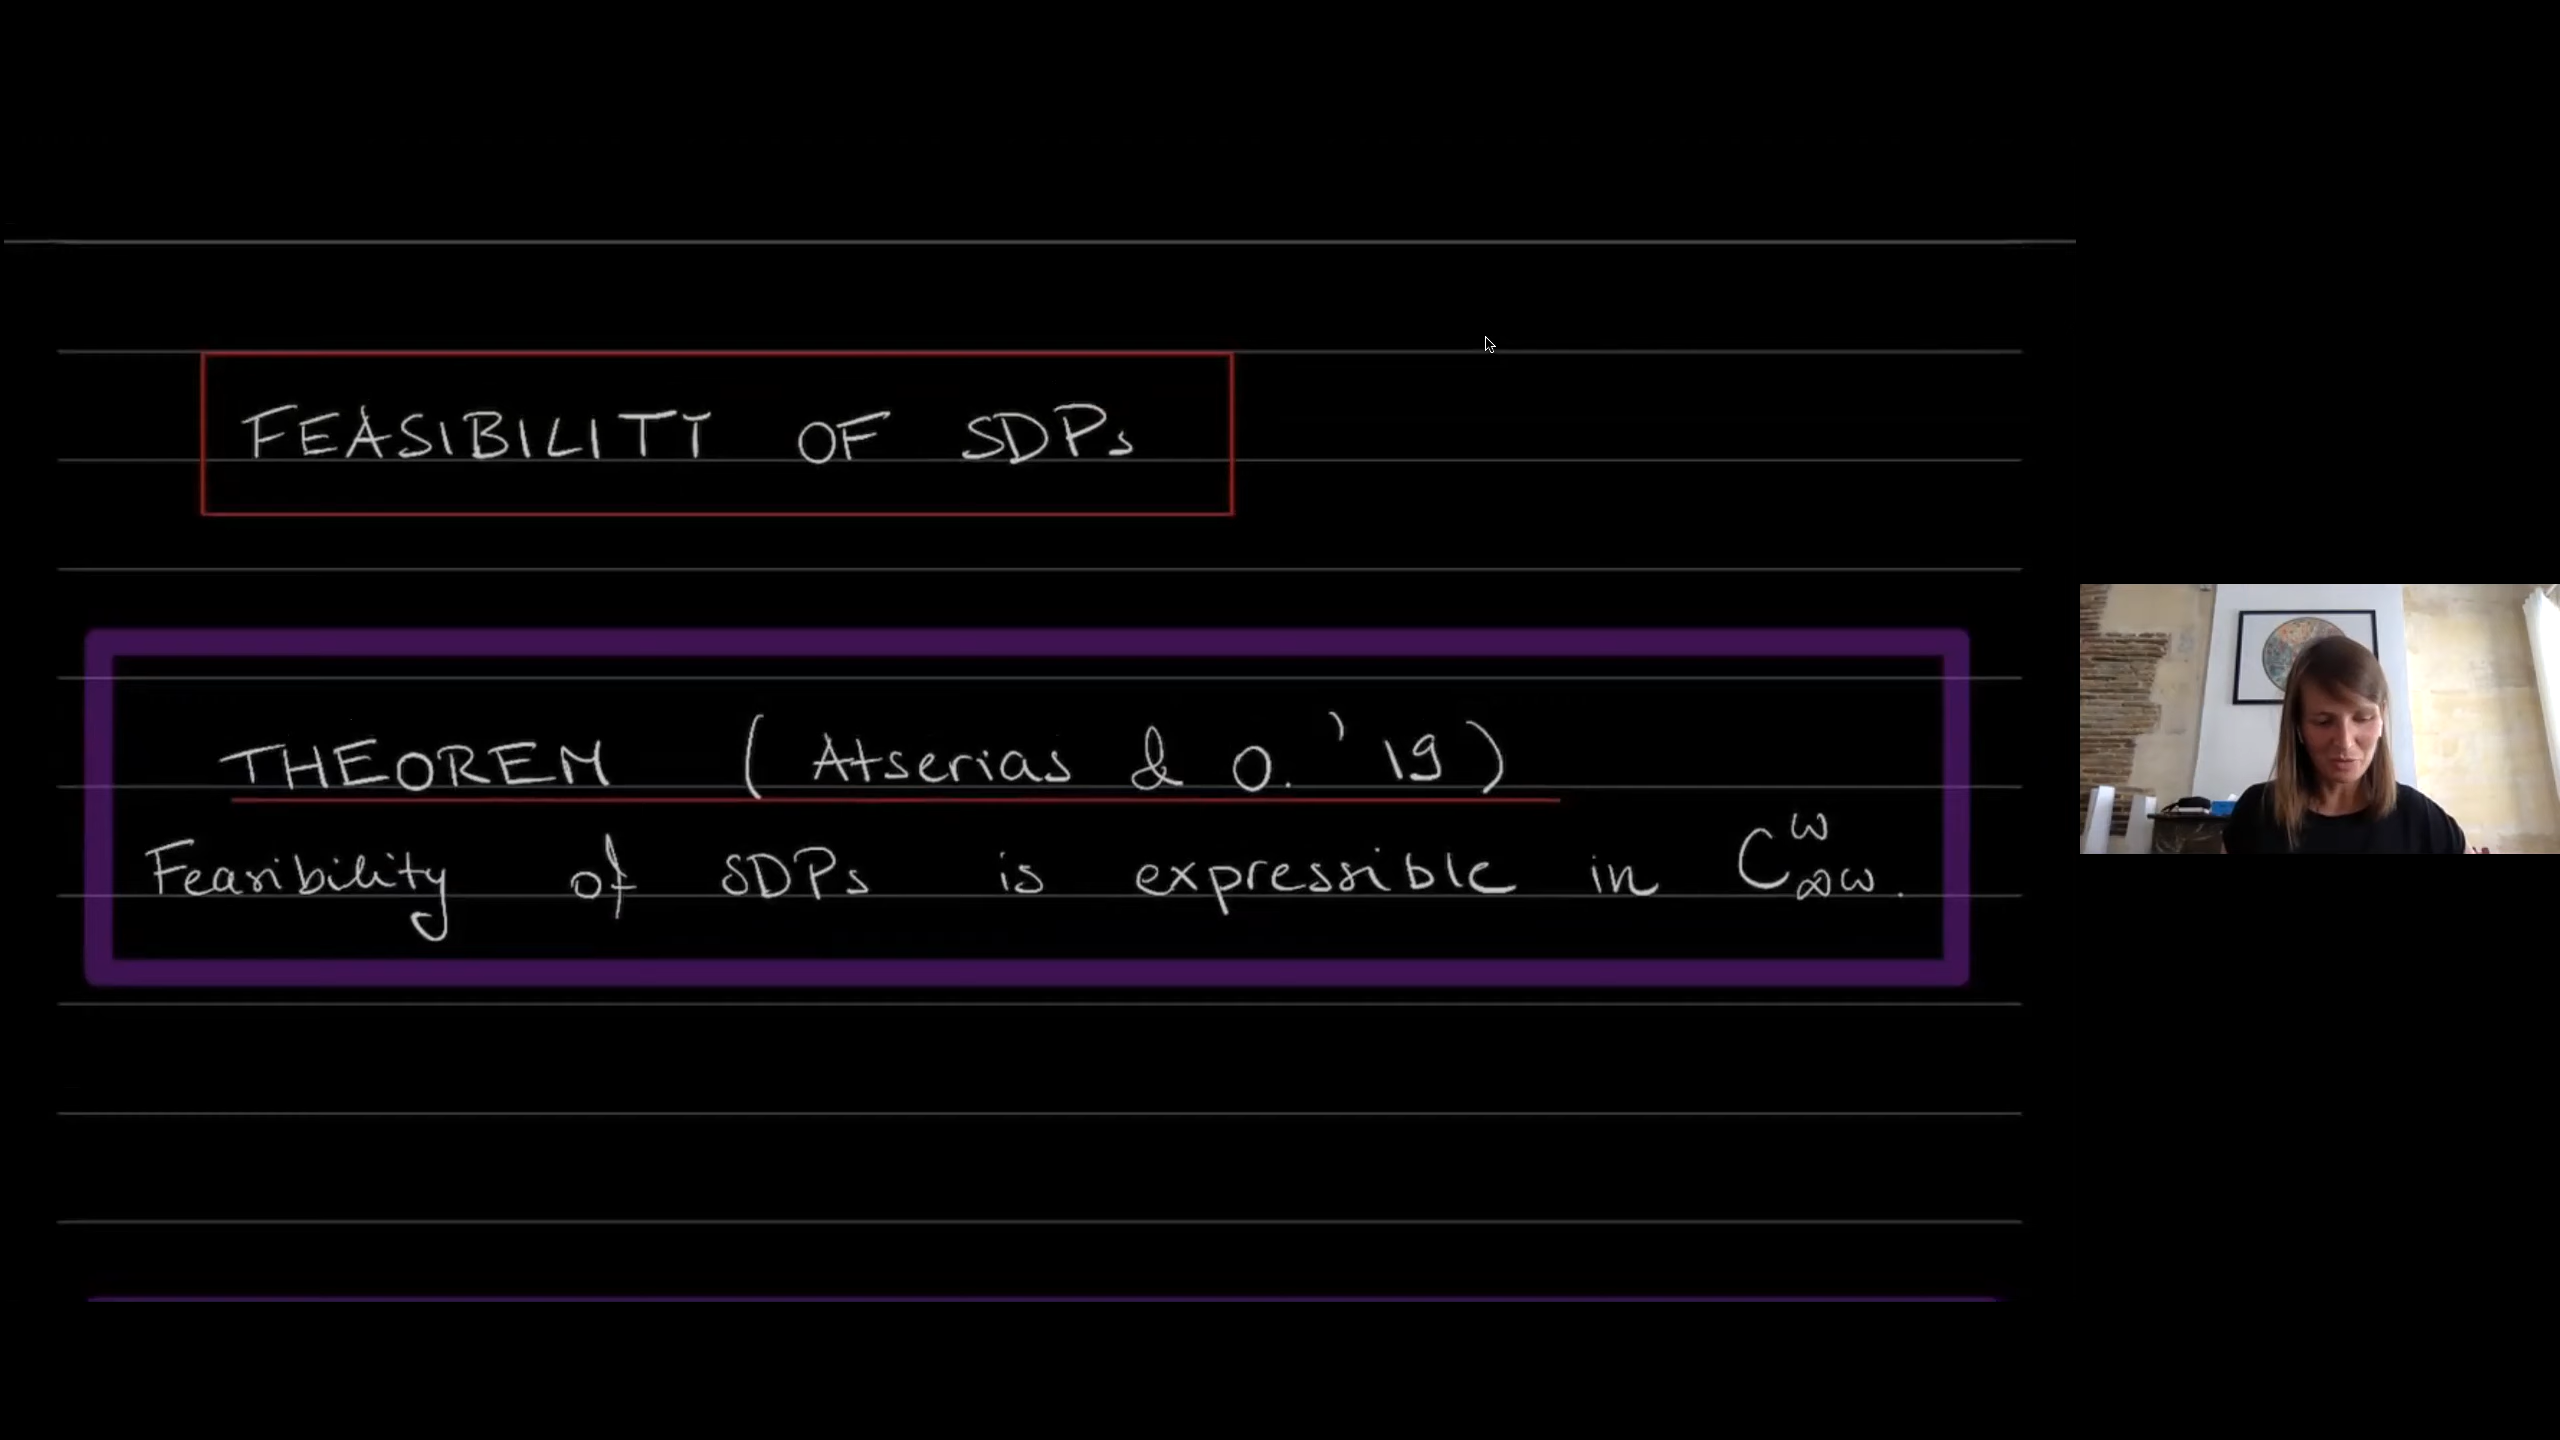 FEASIBILITY OF SDPs
THEOREM (Atserias & O. '19)
Feasibility of SDPs is expressible in C^ω_∞ω.